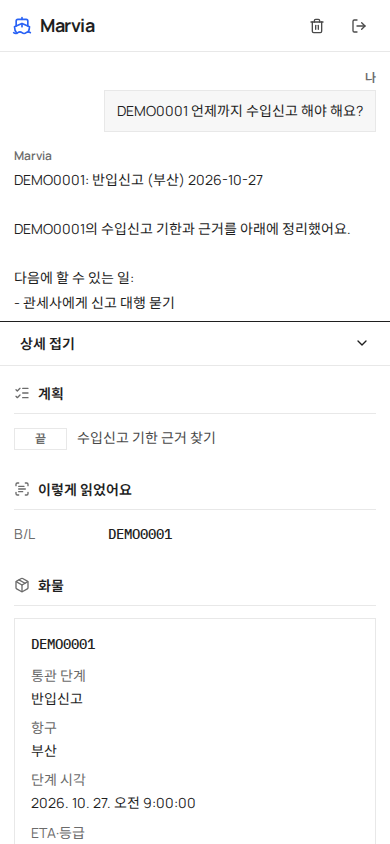 Marvia
나
DEMO0001 언제까지 수입신고 해야 해요?
Marvia
DEMO0001: 반입신고 (부산) 2026-10-27
DEMO0001의 수입신고 기한과 근거를 아래에 정리했어요.
다음에 할 수 있는 일:
- 관세사에게 신고 대행 묻기
상세 접기
계획
끝 수입신고 기한 근거 찾기
이렇게 읽었어요
B/L DEMO0001
화물
DEMO0001
통관 단계
반입신고
항구
부산
단계 시각
2026. 10. 27. 오전 9:00:00
ETA·등급